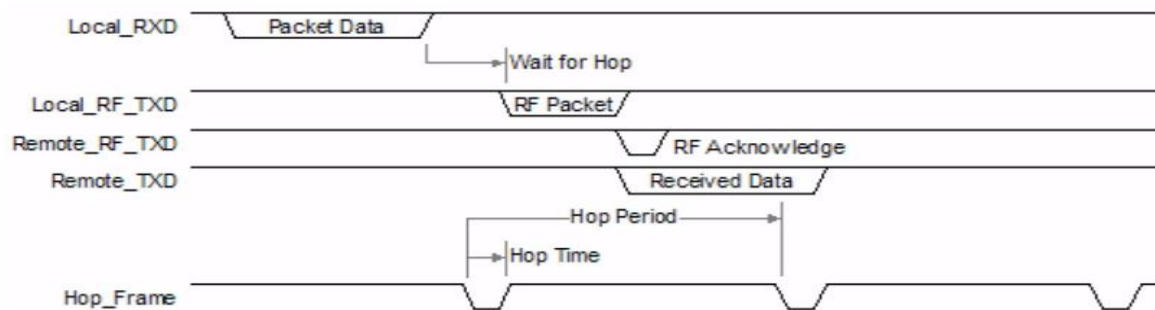 Local_RXD
Packet Data
Wait for Hop
Local_RF_TXD
RF Packet
Remote_RF_TXD
RF Acknowledge
Remote_TXD
Received Data
Hop Period
Hop Time
Hop_Frame